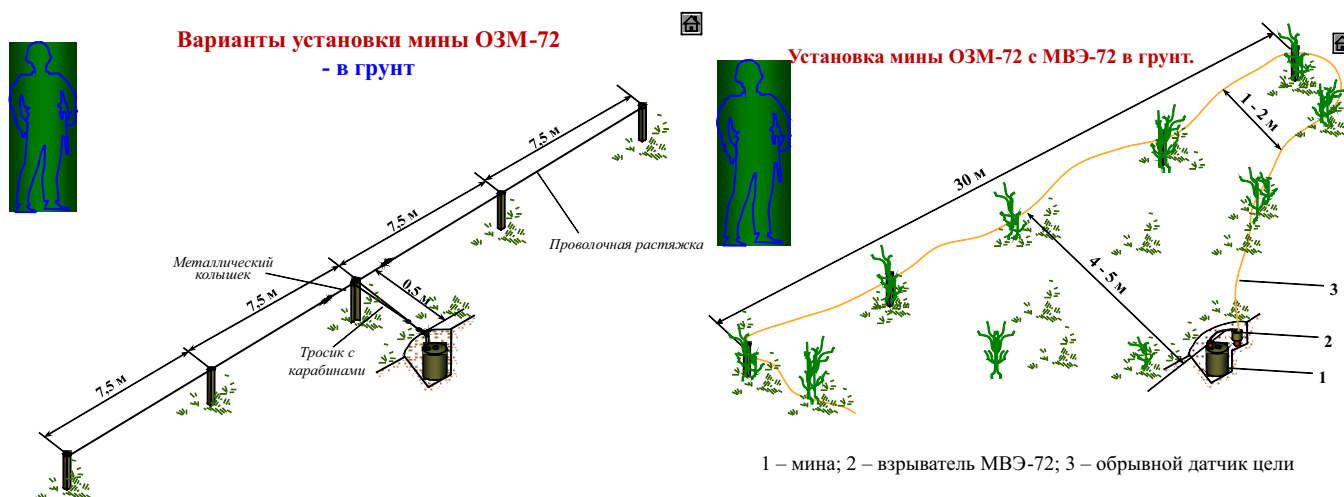 Варианты установки мины ОЗМ-72
- в грунт
7,5 м
7,5 м
Проволочная растяжка
Металлический
колышек
7,5 м
0,5 м
Тросик с
карабинами
7,5 м
Установка мины ОЗМ-72 с МВЭ-72 в грунт.
1 - 2 м
30 м
4 - 5 м
3
2
1
1 – мина; 2 – взрыватель МВЭ-72; 3 – обрывной датчик цели